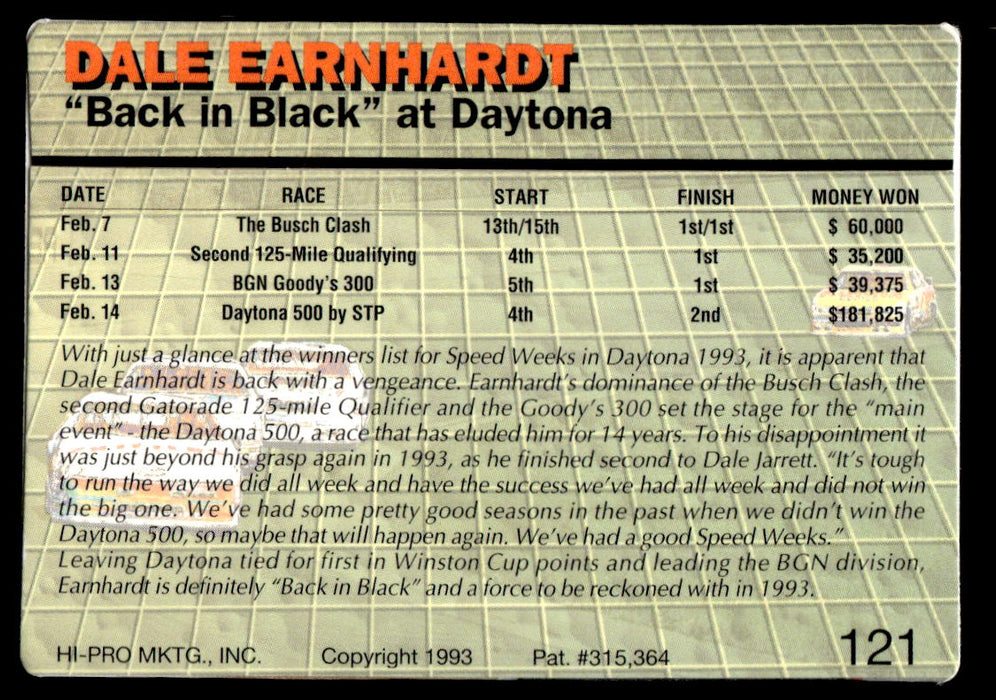 DALE EARNHARDT
“Back in Black” at Daytona
DATE RACE START FINISH MONEY WON
Feb. 7 The Busch Clash 13th/15th 1st/1st $ 60,000
Feb. 11 Second 125-Mile Qualifying 4th 1st $ 35,200
Feb. 13 BGN Goody's 300 5th 1st $ 39,375
Feb. 14 Daytona 500 by STP 4th 2nd $181,825
With just a glance at the winners list for Speed Weeks in Daytona 1993, it is apparent that
Dale Earnhardt is back with a vengeance. Earnhardt's dominance of the Busch Clash, the
second Gatorade 125-mile Qualifier and the Goody's 300 set the stage for the “main
event” - the Daytona 500, a race that has eluded him for 14 years. To his disappointment it
was just beyond his grasp again in 1993, as he finished second to Dale Jarrett. “It's tough
to run the way we did all week and have the success we've had all week and did not win
the big one. We've had some pretty good seasons in the past when we didn't win the
Daytona 500, so maybe that will happen again. We've had a good Speed Weeks.”
Leaving Daytona tied for first in Winston Cup points and leading the BGN division,
Earnhardt is definitely “Back in Black” and a force to be reckoned with in 1993.
HI-PRO MKTG., INC. Copyright 1993 Pat. #315,364 121